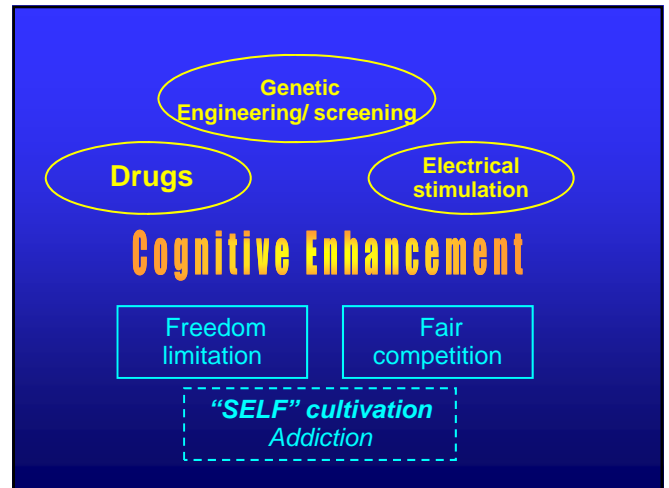 Genetic
Engineering/ screening
Drugs
Electrical
stimulation
Cognitive Enhancement
Freedom
limitation
Fair
competition
“SELF” cultivation
Addiction